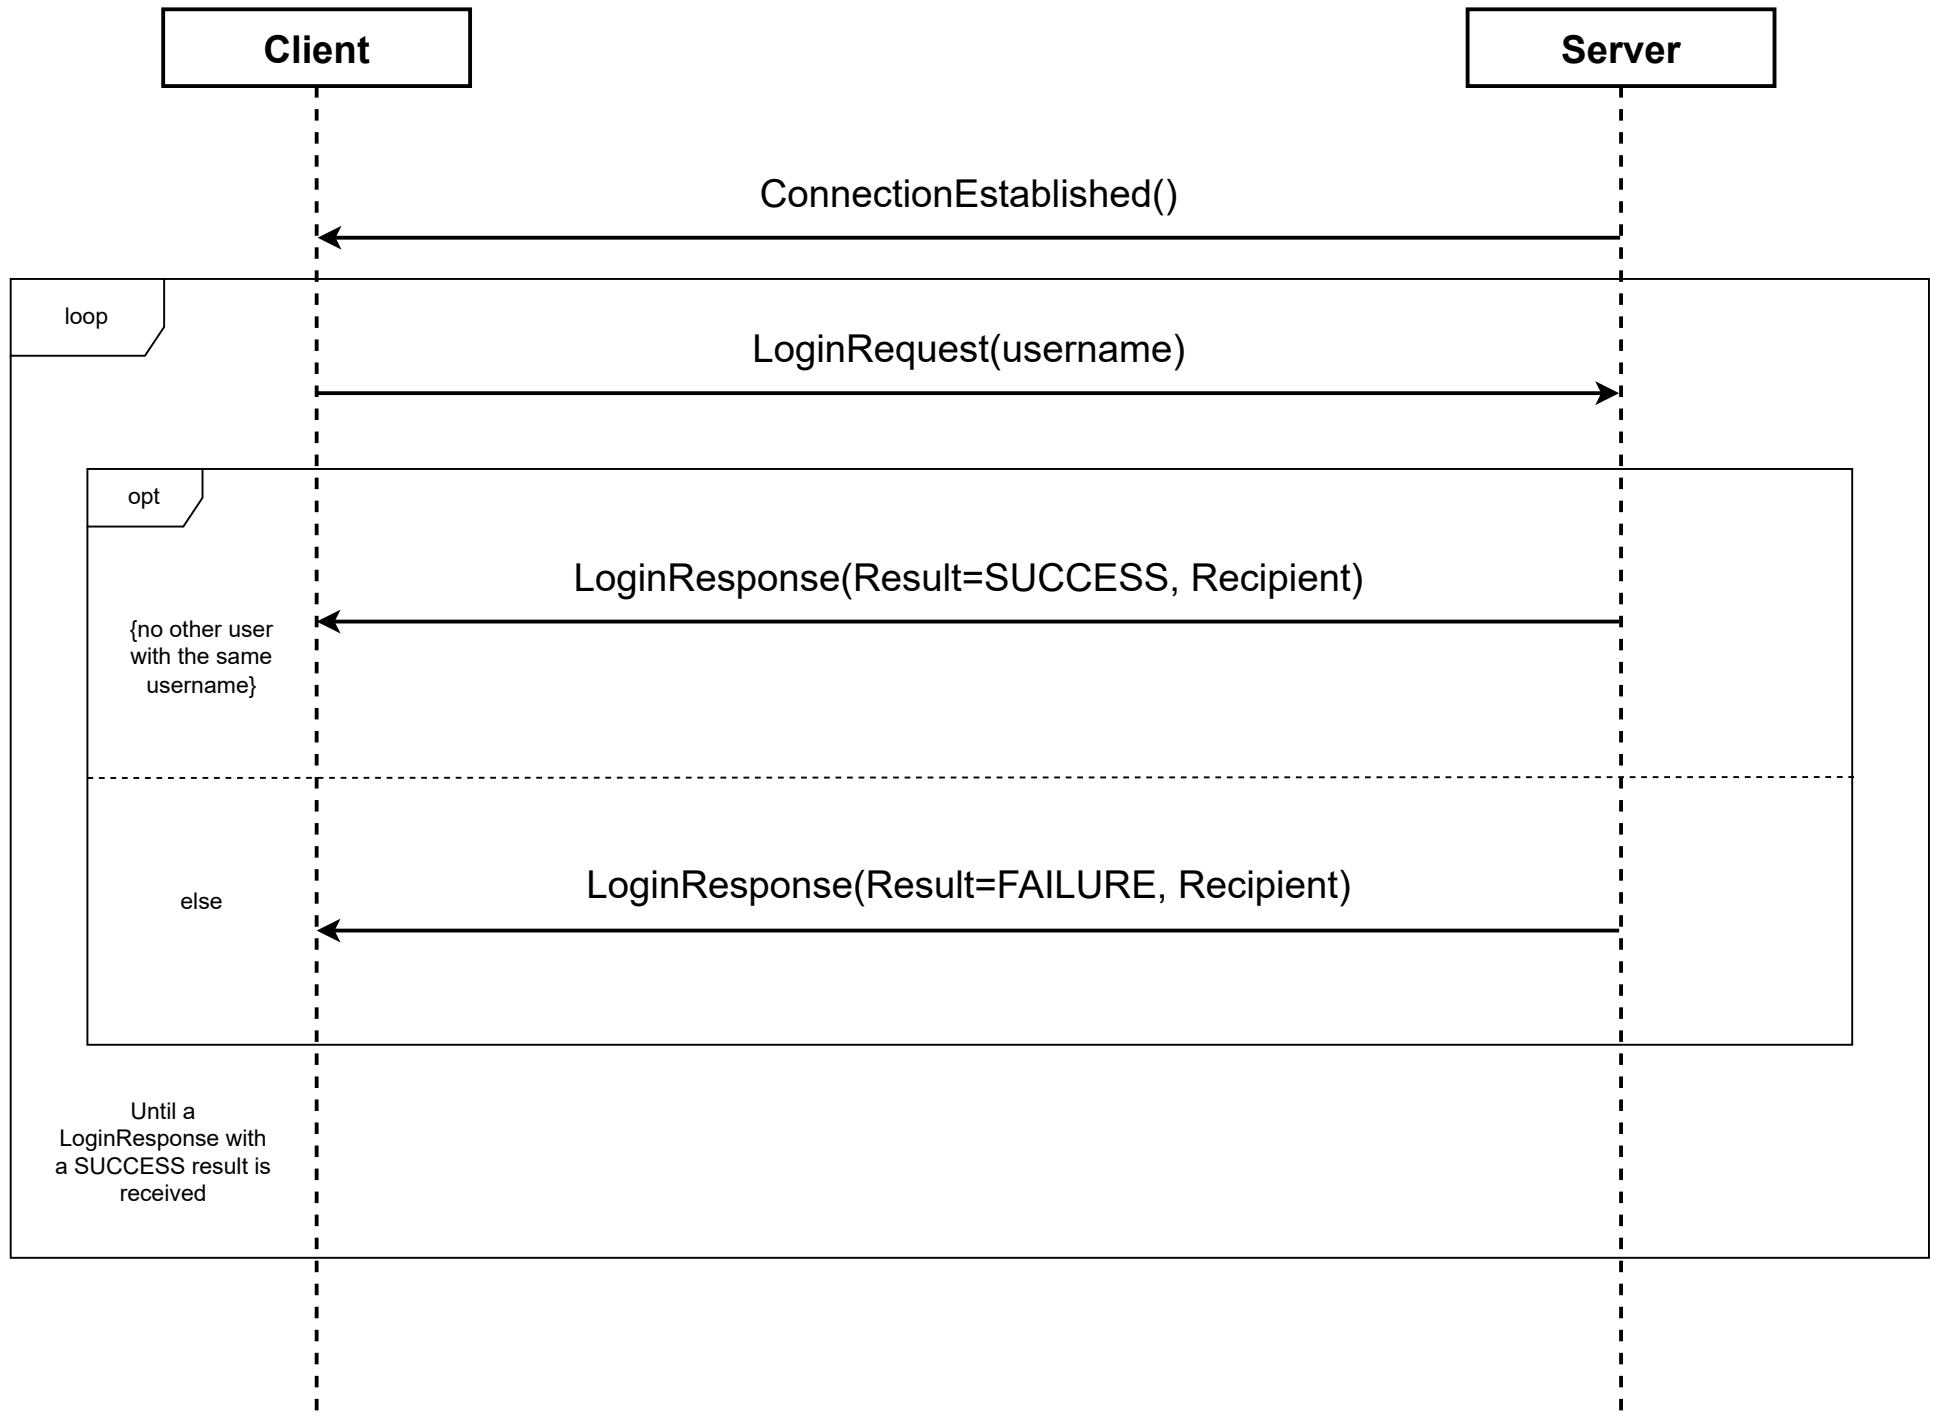 Client
Server
ConnectionEstablished()
loop
LoginRequest(username)
opt
LoginResponse(Result=SUCCESS, Recipient)
{no other user
with the same
username}
LoginResponse(Result=FAILURE, Recipient)
else
Until a
LoginResponse with
a SUCCESS result is
received